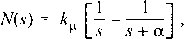 N(s) = k_μ [ 1/s − 1/(s + α) ] ,